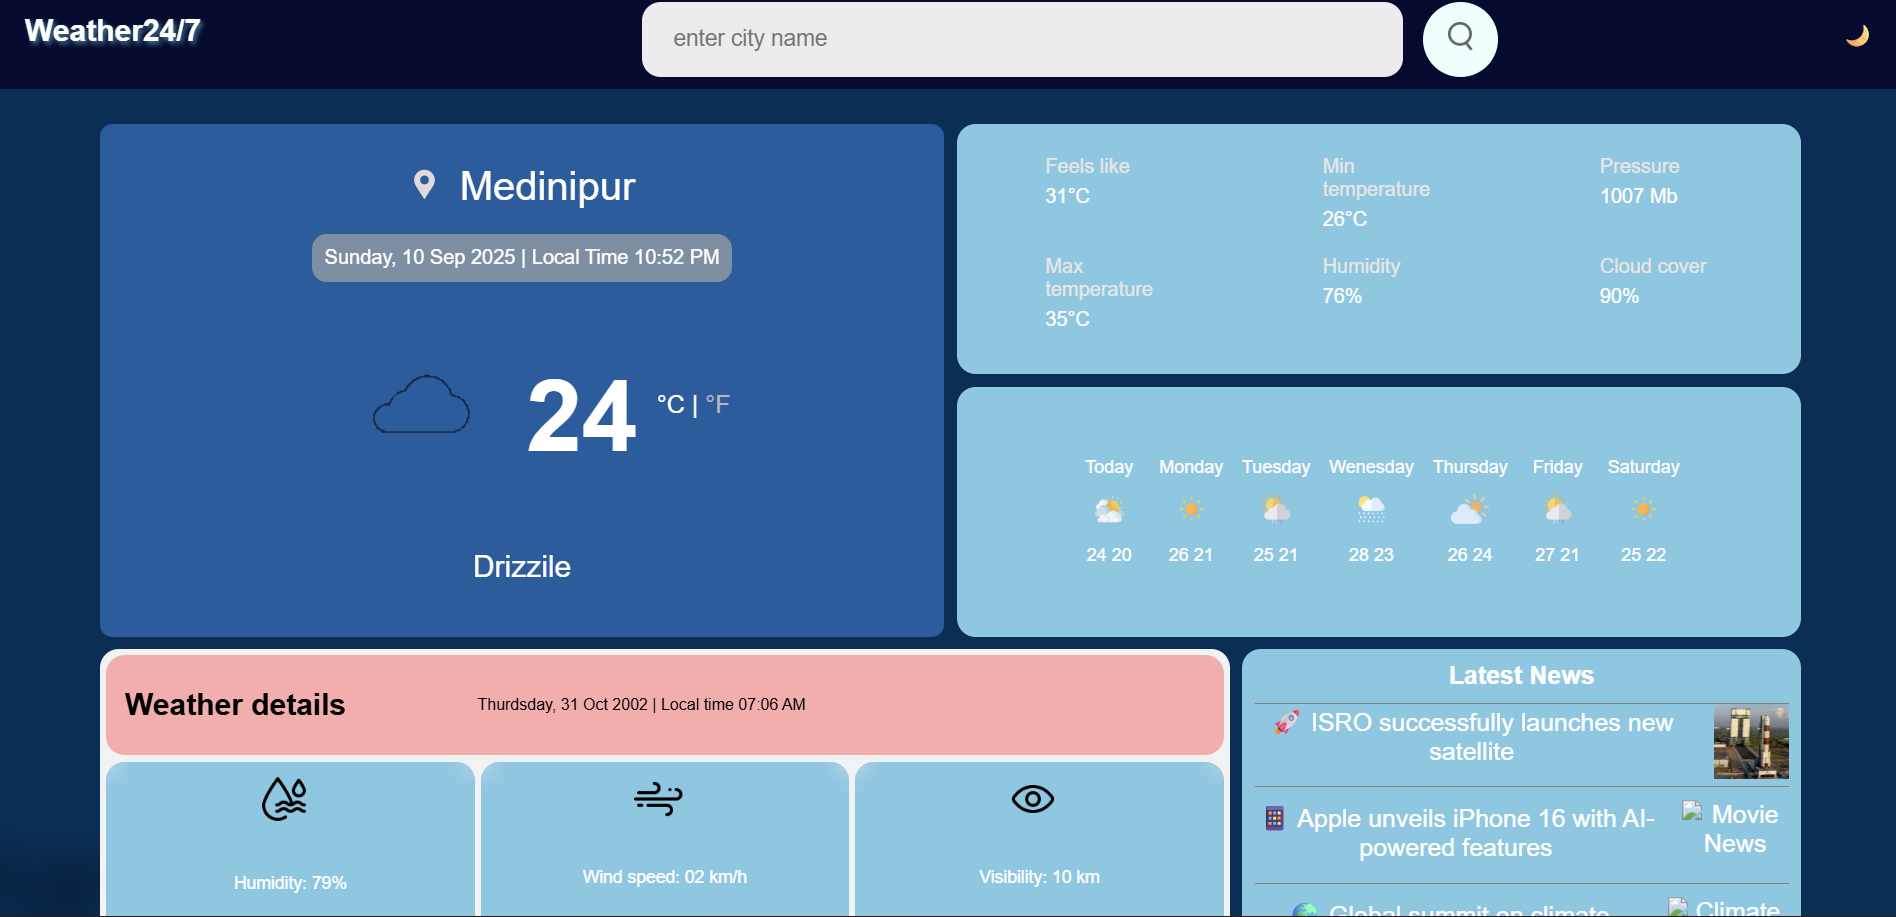 Weather24/7
enter city name
Medinipur
Sunday, 10 Sep 2025 | Local Time 10:52 PM
24 °C | °F
Drizzile
Feels like
31°C
Min
temperature
26°C
Pressure
1007 Mb
Max
temperature
35°C
Humidity
76%
Cloud cover
90%
Today Monday Tuesday Wenesday Thursday Friday Saturday
24 20 26 21 25 21 28 23 26 24 27 21 25 22
Weather details
Thurdsday, 31 Oct 2002 | Local time 07:06 AM
Humidity: 79%
Wind speed: 02 km/h
Visibility: 10 km
Latest News
🚀 ISRO successfully launches new
satellite
📱 Apple unveils iPhone 16 with AI-
powered features
Movie
News
🌍 Global summit on climate
Climate